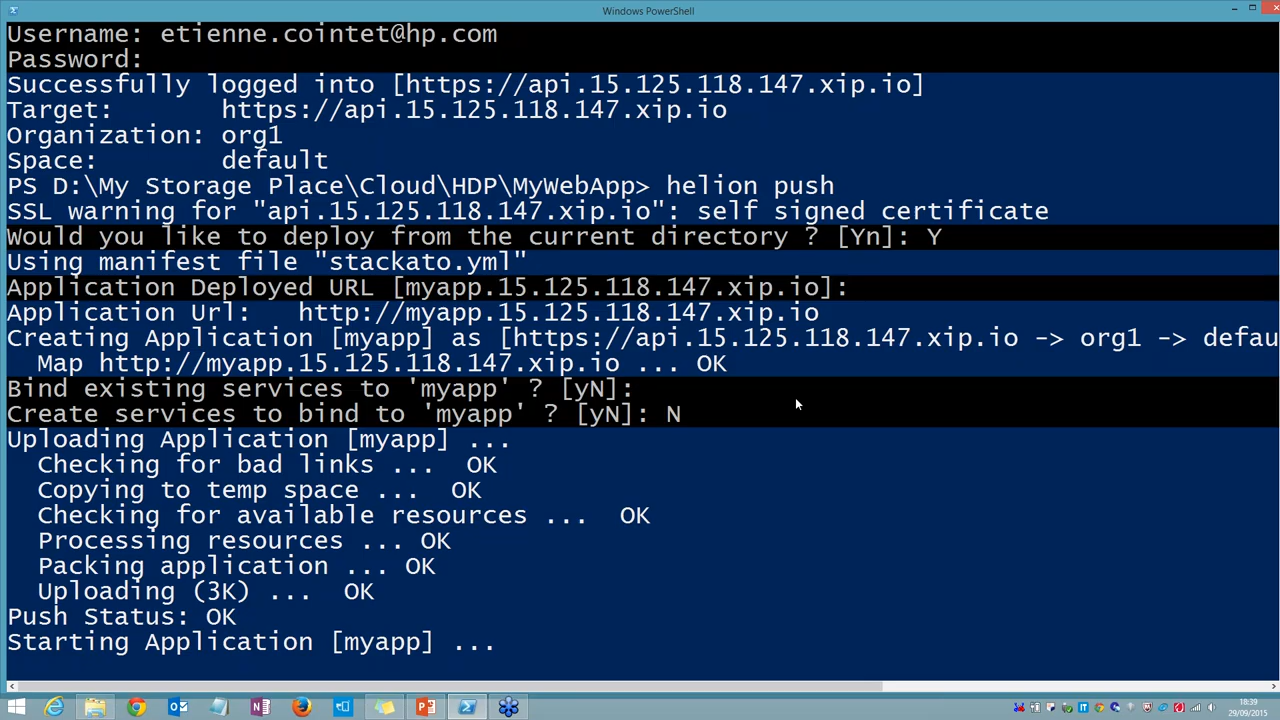 Windows PowerShell
Username: etienne.cointet@hp.com
Password:
Successfully logged into [https://api.15.125.118.147.xip.io]
Target:       https://api.15.125.118.147.xip.io
Organization: org1
Space:        default
PS D:\My Storage Place\Cloud\HDP\MyWebApp> helion push
SSL warning for "api.15.125.118.147.xip.io": self signed certificate
Would you like to deploy from the current directory ? [Yn]: Y
Using manifest file "stackato.yml"
Application Deployed URL [myapp.15.125.118.147.xip.io]:
Application Url:   http://myapp.15.125.118.147.xip.io
Creating Application [myapp] as [https://api.15.125.118.147.xip.io -> org1 -> defau
  Map http://myapp.15.125.118.147.xip.io ... OK
Bind existing services to 'myapp' ? [yN]:
Create services to bind to 'myapp' ? [yN]: N
Uploading Application [myapp] ...
  Checking for bad links ...  OK
  Copying to temp space ...  OK
  Checking for available resources ...  OK
  Processing resources ... OK
  Packing application ... OK
  Uploading (3K) ...  OK
Push Status: OK
Starting Application [myapp] ...
18:39
29/09/2015